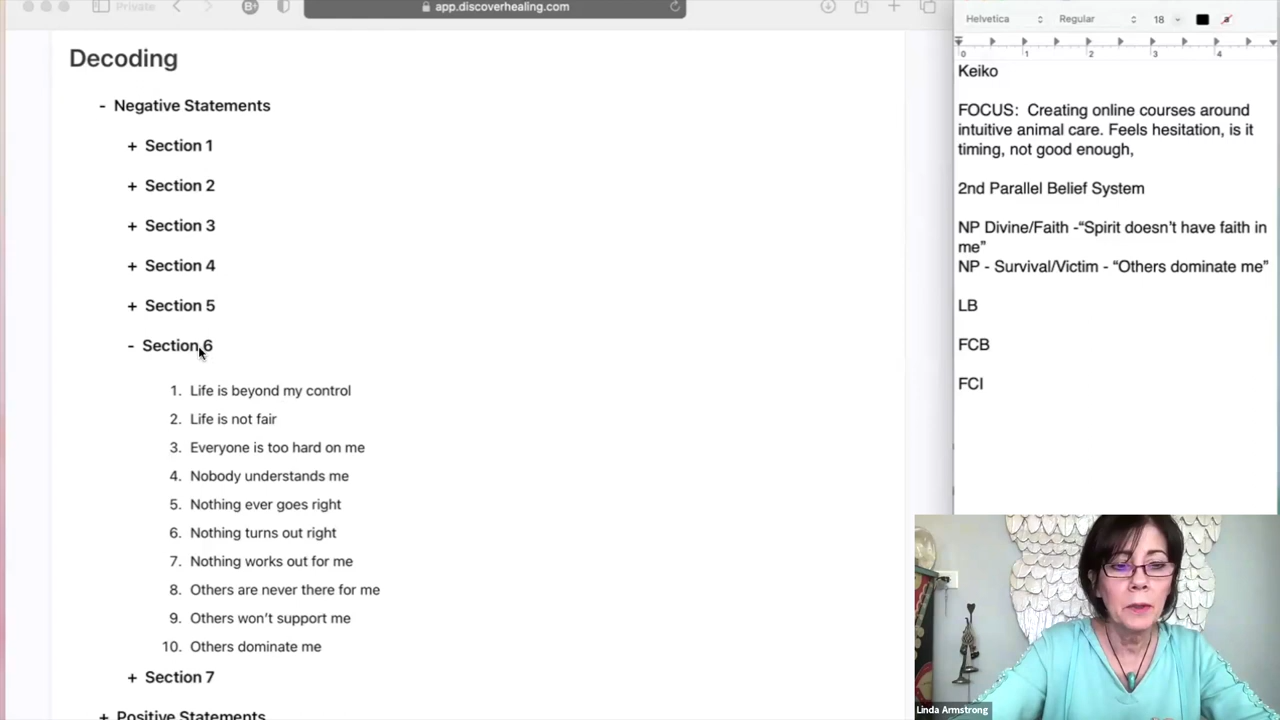 Private
B+
app.discoverhealing.com
Decoding
- Negative Statements
+ Section 1
+ Section 2
+ Section 3
+ Section 4
+ Section 5
- Section 6
1. Life is beyond my control
2. Life is not fair
3. Everyone is too hard on me
4. Nobody understands me
5. Nothing ever goes right
6. Nothing turns out right
7. Nothing works out for me
8. Others are never there for me
9. Others won't support me
10. Others dominate me
+ Section 7
+ Positive Statements
Helvetica Regular 18
0 1 2 3 4
Keiko
FOCUS: Creating online courses around
intuitive animal care. Feels hesitation, is it
timing, not good enough,
2nd Parallel Belief System
NP Divine/Faith -“Spirit doesn’t have faith in
me”
NP - Survival/Victim - “Others dominate me”
LB
FCB
FCI
Linda Armstrong